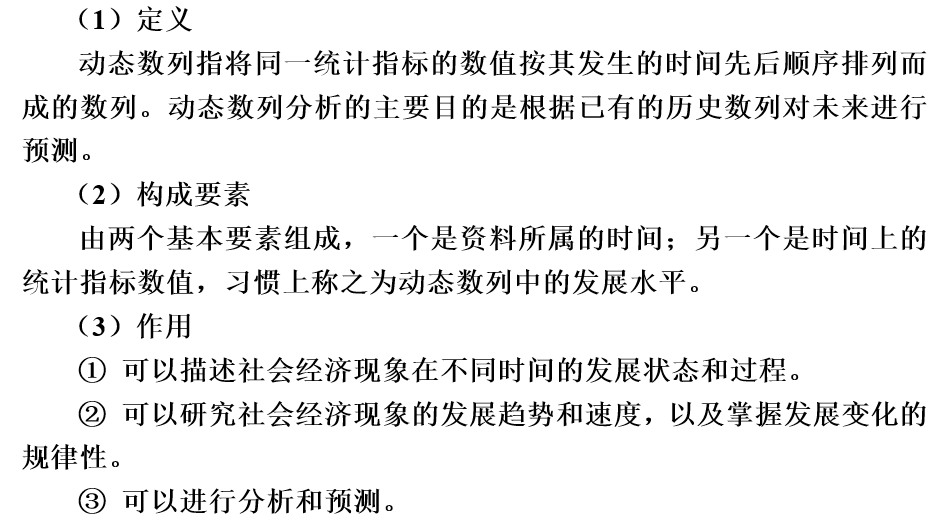 （1）定义
动态数列指将同一统计指标的数值按其发生的时间先后顺序排列而
成的数列。动态数列分析的主要目的是根据已有的历史数列对未来进行
预测。
（2）构成要素
由两个基本要素组成，一个是资料所属的时间；另一个是时间上的
统计指标数值，习惯上称之为动态数列中的发展水平。
（3）作用
① 可以描述社会经济现象在不同时间的发展状态和过程。
② 可以研究社会经济现象的发展趋势和速度，以及掌握发展变化的
规律性。
③ 可以进行分析和预测。